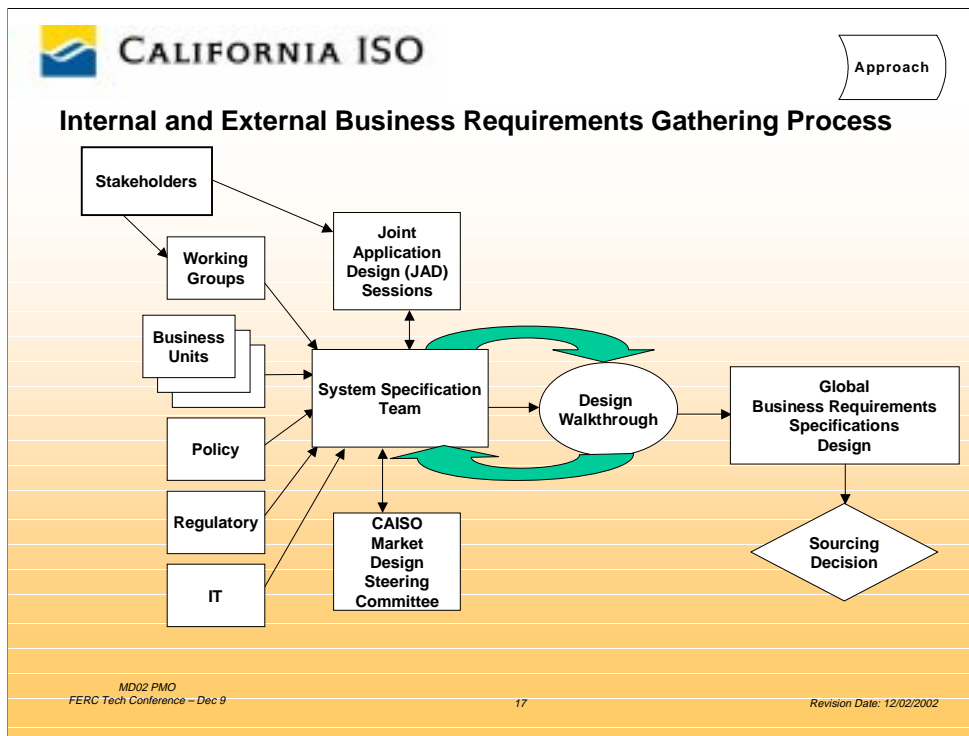 CALIFORNIA ISO
Approach
Internal and External Business Requirements Gathering Process
Stakeholders
Working
Groups
Joint
Application
Design (JAD)
Sessions
Business
Units
System Specification
Team
Design
Walkthrough
Global
Business Requirements
Specifications
Design
Policy
Regulatory
IT
CAISO
Market
Design
Steering
Committee
Sourcing
Decision
MD02 PMO
FERC Tech Conference – Dec 9
17
Revision Date: 12/02/2002